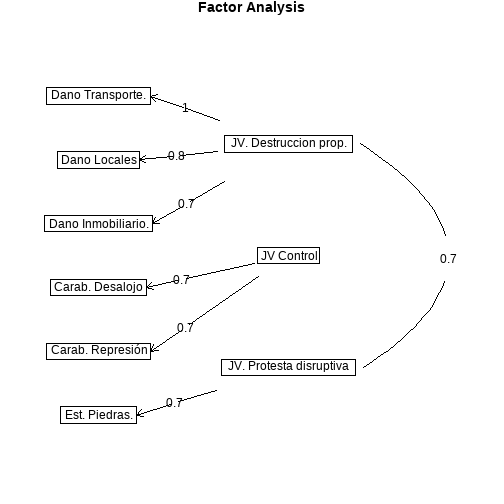 Factor Analysis
Dano Transporte.
1
JV. Destruccion prop.
Dano Locales
0.8
0.7
Dano Inmobiliario.
JV Control
0.7
0.7
Carab. Desalojo
0.7
Carab. Represión
JV. Protesta disruptiva
0.7
Est. Piedras.